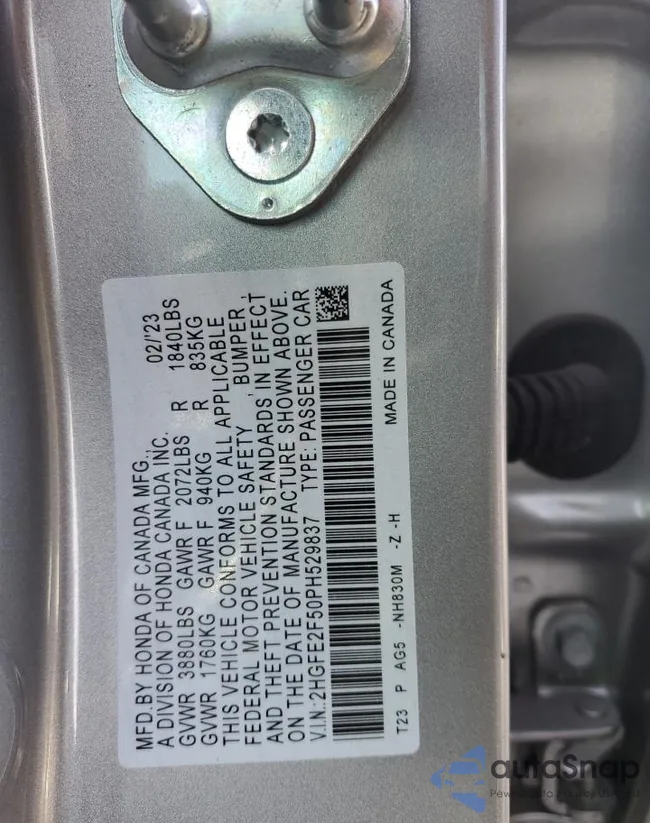 MFD.BY HONDA OF CANADA MFG.,
A DIVISION OF HONDA CANADA INC. 02/'23
GVWR 3880LBS GAWR F 2072LBS R 1840LBS
GVWR 1760KG GAWR F 940KG R 835KG
THIS VEHICLE CONFORMS TO ALL APPLICABLE
FEDERAL MOTOR VEHICLE SAFETY, BUMPER,
AND THEFT PREVENTION STANDARDS, IN EFFECT
ON THE DATE OF MANUFACTURE SHOWN ABOVE.
V.I.N.:2HGFE2F50PH529837 TYPE: PASSENGER CAR
T23 P AG5 -NH830M -Z -H MADE IN CANADA
autoSnap